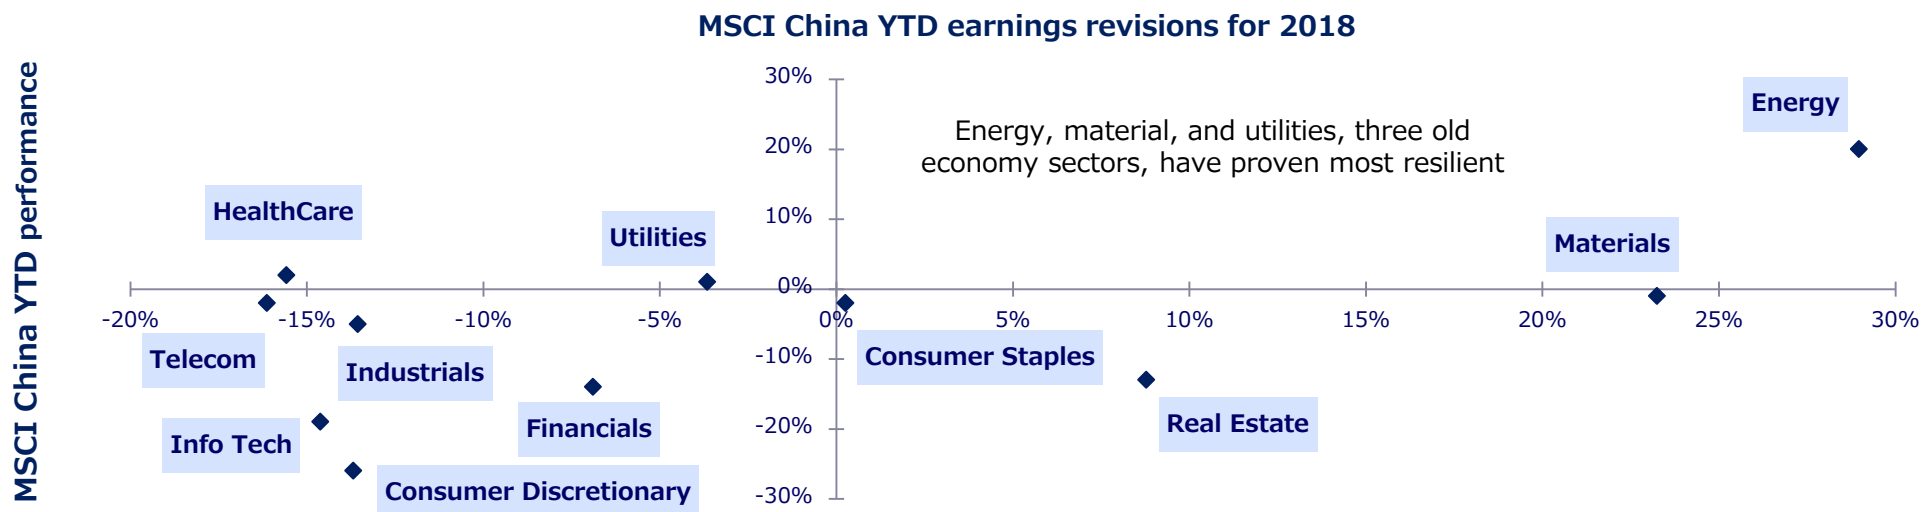 MSCI China YTD earnings revisions for 2018
MSCI China YTD performance
30%
20%
10%
0%
-10%
-20%
-30%
-20%
-15%
-10%
-5%
0%
5%
10%
15%
20%
25%
30%
Energy, material, and utilities, three old
economy sectors, have proven most resilient
Energy
HealthCare
Utilities
Materials
Telecom
Industrials
Consumer Staples
Info Tech
Financials
Real Estate
Consumer Discretionary